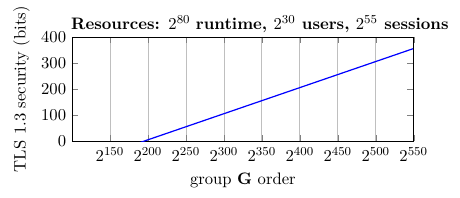 Resources: 2^80 runtime, 2^30 users, 2^55 sessions
TLS 1.3 security (bits)
400
300
200
100
0
2^150 2^200 2^250 2^300 2^350 2^400 2^450 2^500 2^550
group G order